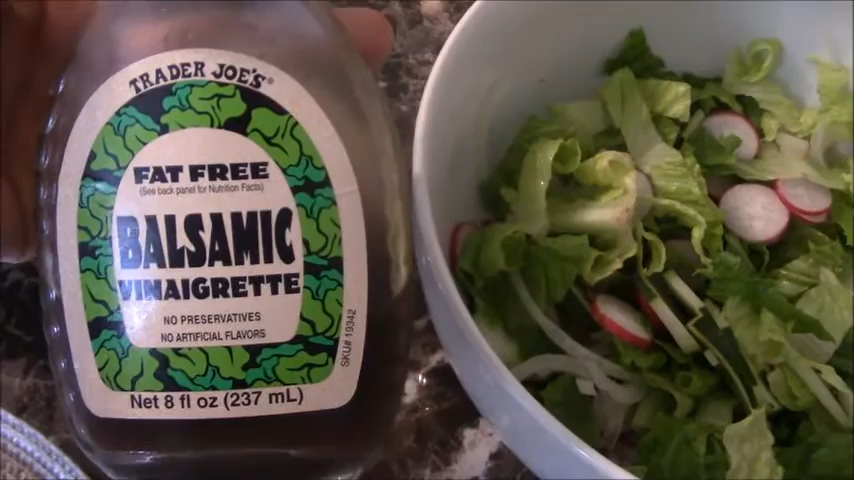 TRADER JOE'S®
FAT FREE
(See back panel for Nutrition Facts)
BALSAMIC
VINAIGRETTE
NO PRESERVATIVES
NO ARTIFICIAL FLAVORS
SKU# 19342
Net 8 fl oz (237 mL)